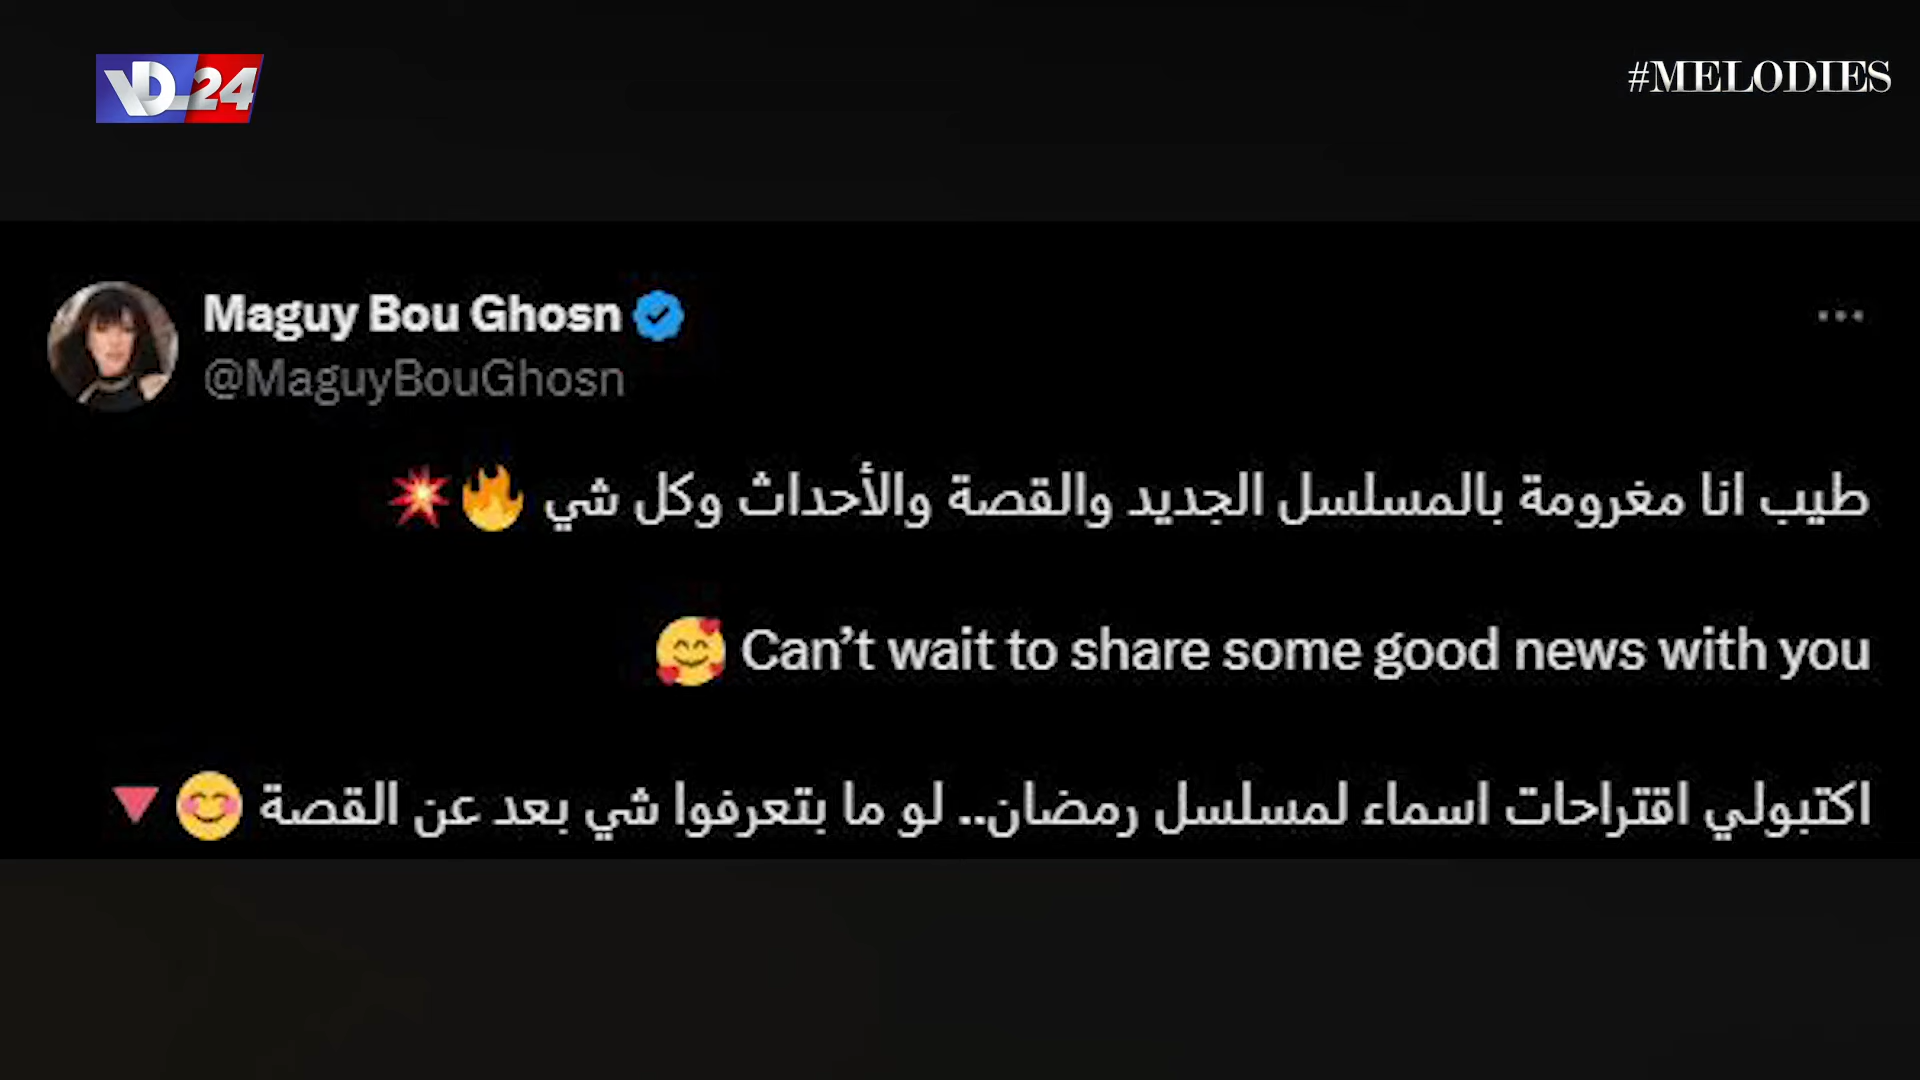 VDL24
#MELODIES
Maguy Bou Ghosn
@MaguyBouGhosn
طيب انا مغرومة بالمسلسل الجديد والقصة والأحداث وكل شي 🔥💥
Can’t wait to share some good news with you 🥰
اكتبولي اقتراحات اسماء لمسلسل رمضان.. لو ما بتعرفوا شي بعد عن القصة 😊🔻